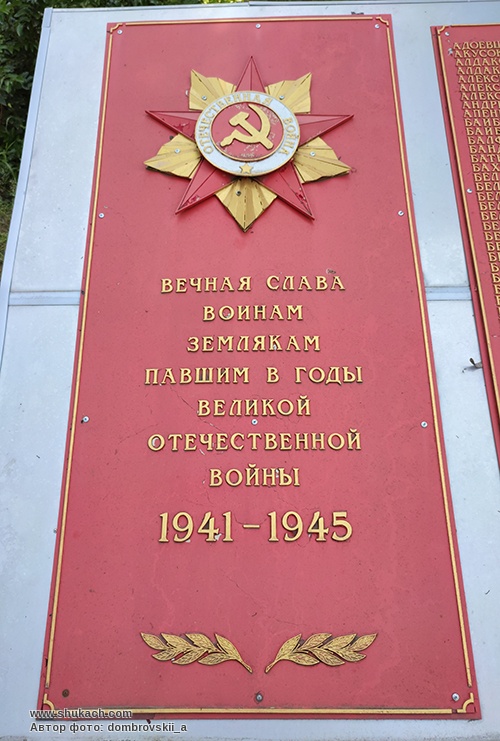 ОТЕЧЕСТВЕННАЯ ВОЙНА
ВЕЧНАЯ СЛАВА
ВОИНАМ
ЗЕМЛЯКАМ
ПАВШИМ В ГОДЫ
ВЕЛИКОЙ
ОТЕЧЕСТВЕННОЙ
ВОЙНЫ
1941-1945
www.shukach.com
Автор фото: dombrovskii_a